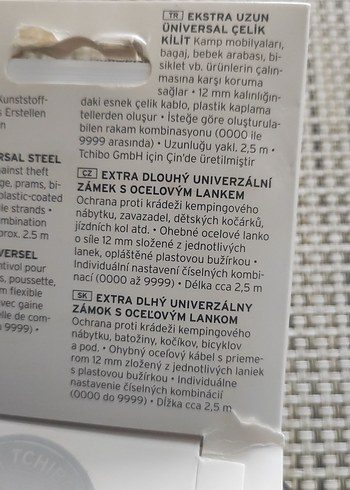 TR EKSTRA UZUN
ÜNİVERSAL ÇELİK
KİLİT Kamp mobilyaları,
bagaj, bebek arabası, bi-
siklet vb. ürünlerin çalın-
masına karşı koruma
sağlar • 12 mm kalınlığın-
daki esnek çelik kablo, plastik kaplama
tellerden oluşur • İsteğe göre oluşturula-
bilen rakam kombinasyonu (0000 ile
9999 arasında) • Uzunluğu yakl. 2,5 m •
Tchibo GmbH için Çin'de üretilmiştir
CZ EXTRA DLOUHÝ UNIVERZÁLNÍ
ZÁMEK S OCELOVÝM LANKEM
Ochrana proti krádeži kempingového
nábytku, zavazadel, dětských kočárků,
jízdních kol atd. • Ohebné ocelové lanko
o síle 12 mm složené z jednotlivých
lanek, opláštěné plastovou bužírkou •
Individuální nastavení číselných kombi-
nací (0000 až 9999) • Délka cca 2,5 m
SK EXTRA DLHÝ UNIVERZÁLNY
ZÁMOK S OCEĽOVÝM LANKOM
Ochrana proti krádeži kempingového
nábytku, batožiny, kočíkov, bicyklov
a pod. • Ohybný oceľový kábel s prieme-
rom 12 mm zložený z jednotlivých laniek
s plastovou bužírkou • Individuálne
nastavenie číselných kombinácií
(0000 do 9999) • Dĺžka cca 2,5 m
Kunststoff-
s Erstellen
n
RSAL STEEL
ainst theft
ge, prams, bi-
plastic-coated
le strands •
mbination
prox. 2.5 m
VERSEL
ntivol pour
s, poussette,
m flexible
vec gaine
elle de com-
9999) •
TCHI